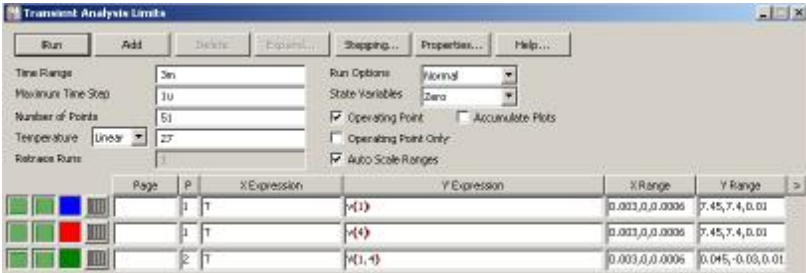 Transient Analysis Limits
Run Add Delete Expand... Stepping... Properties... Help...
Time Range 3m Run Options Normal
Maximum Time Step 1u State Variables Zero
Number of Points 51 Operating Point Accumulate Plots
Temperature Linear 27 Operating Point Only
Retrace Runs 1 Auto Scale Ranges
Page P X Expression Y Expression X Range Y Range >
1 T v(1) 0.003,0,0.0006 7.45,7.4,0.01
1 T v(4) 0.003,0,0.0006 7.45,7.4,0.01
2 T v(1,4) 0.003,0,0.0006 0.045,-0.03,0.01